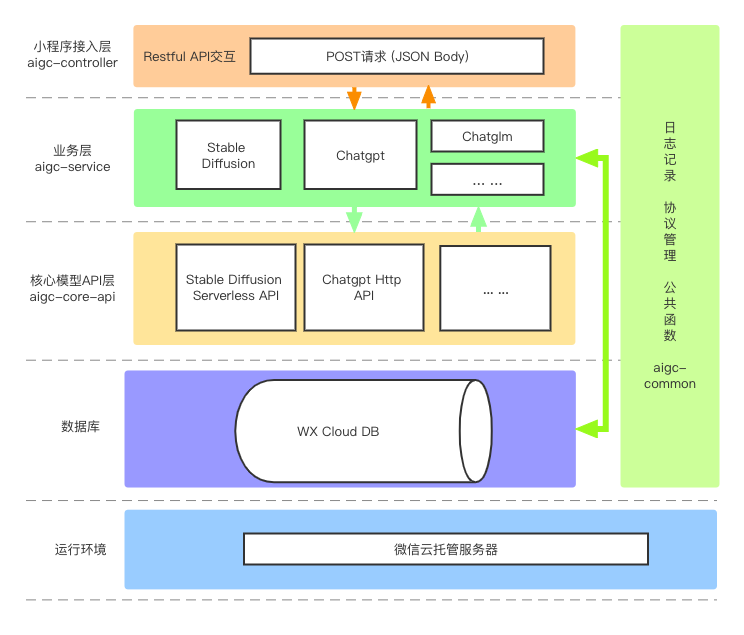 小程序接入层
aigc-controller
Restful API交互
POST请求 (JSON Body)
业务层
aigc-service
Stable
Diffusion
Chatgpt
Chatglm
... ...
核心模型API层
aigc-core-api
Stable Diffusion
Serverless API
Chatgpt Http
API
... ...
数据库
WX Cloud DB
运行环境
微信云托管服务器
日
志
记
录
协
议
管
理
公
共
函
数
aigc-
common